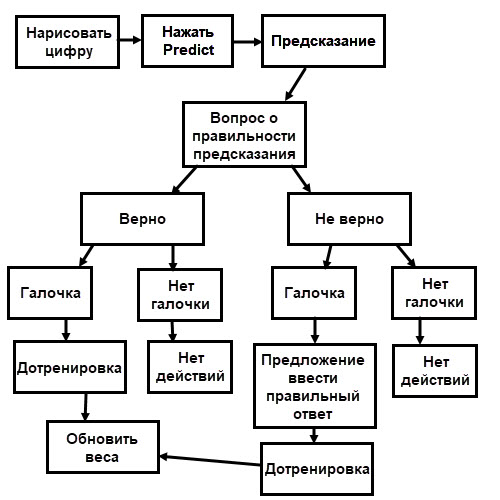 Нарисовать
цифру
Нажать
Predict
Предсказание
Вопрос о
правильности
предсказания
Верно
Не верно
Галочка
Нет
галочки
Галочка
Нет
галочки
Дотренировка
Нет
действий
Предложение
ввести
правильный
ответ
Нет
действий
Обновить
веса
Дотренировка